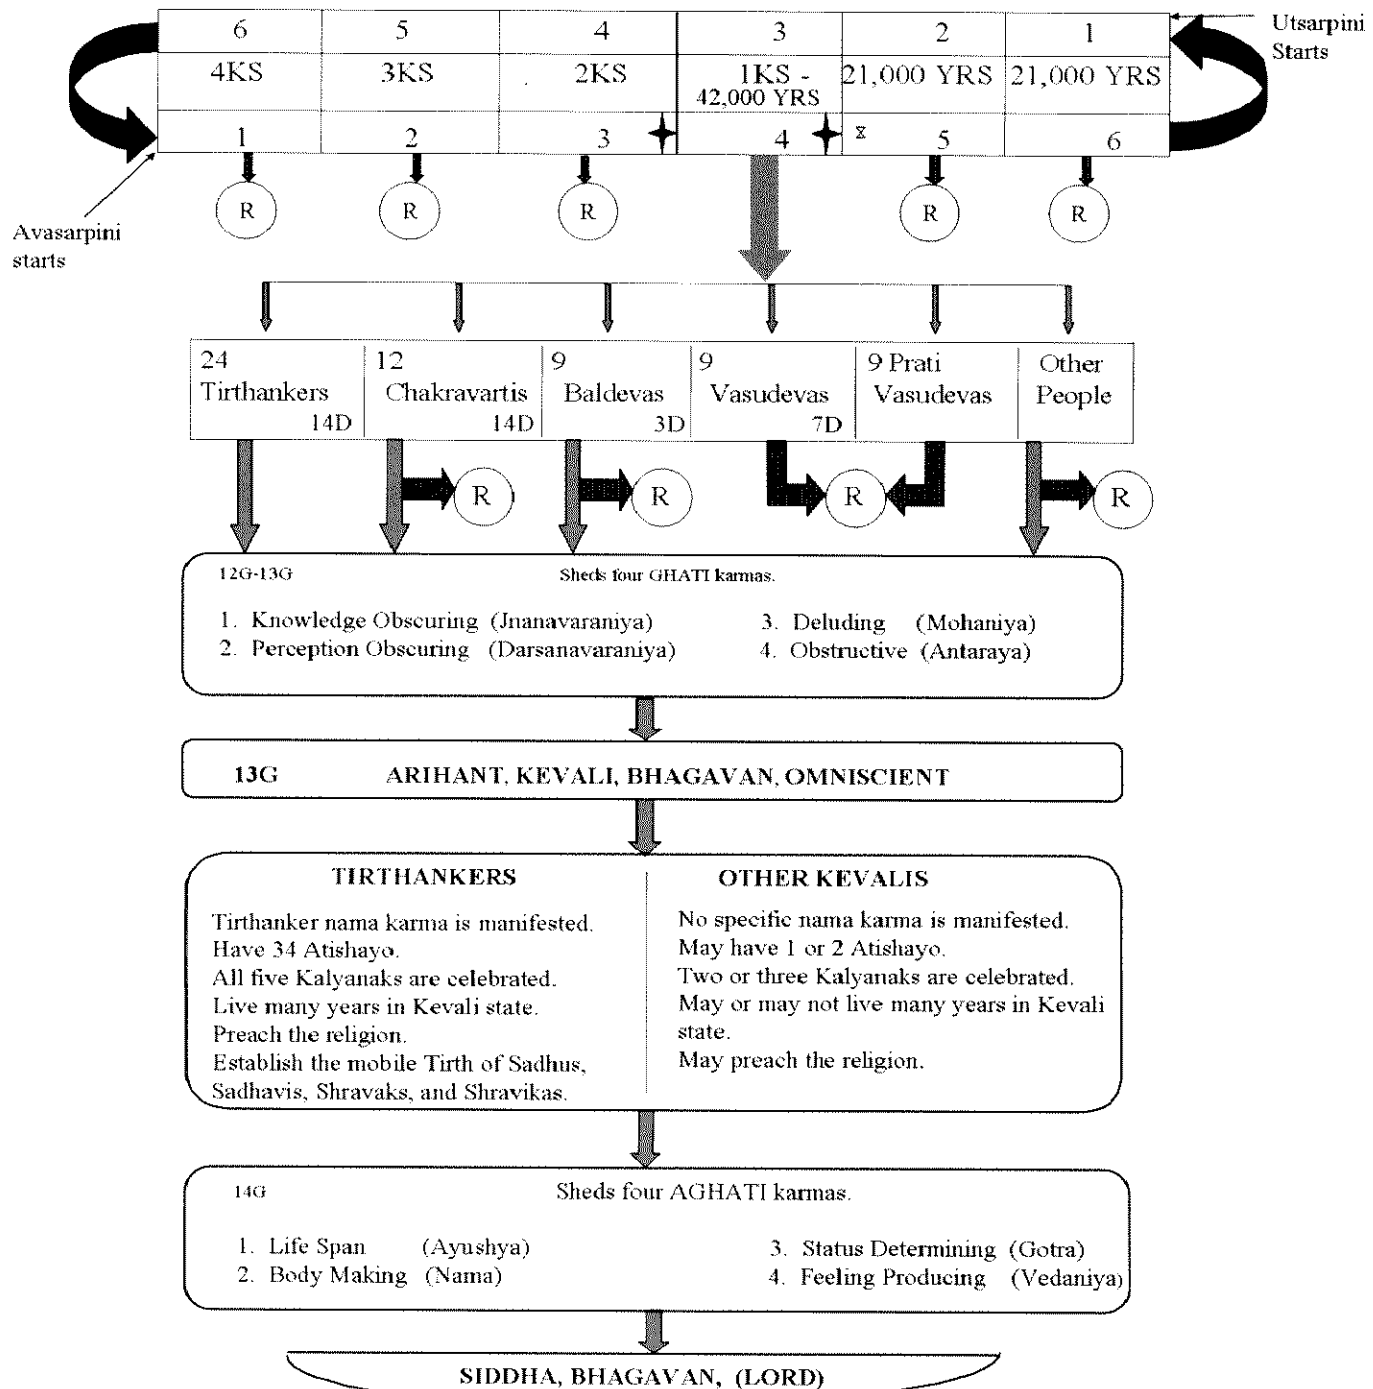 Utsarpini
Starts
6 5 4 3 2 1
4KS 3KS 2KS 1KS - 21,000 YRS 21,000 YRS
42,000 YRS
1 2 3 4 5 6
R R R R R
Avasarpini
starts
24 12 9 9 9 Prati Other
Tirthankers Chakravartis Baldevas Vasudevas Vasudevas People
14D 14D 3D 7D
R R R R
12G-13G Sheds four GHATI karmas.
1. Knowledge Obscuring (Jnanavaraniya) 3. Deluding (Mohaniya)
2. Perception Obscuring (Darsanavaraniya) 4. Obstructive (Antaraya)
13G ARIHANT, KEVALI, BHAGAVAN, OMNISCIENT
TIRTHANKERS
Tirthanker nama karma is manifested.
Have 34 Atishayo.
All five Kalyanaks are celebrated.
Live many years in Kevali state.
Preach the religion.
Establish the mobile Tirth of Sadhus,
Sadhavis, Shravaks, and Shravikas.
OTHER KEVALIS
No specific nama karma is manifested.
May have 1 or 2 Atishayo.
Two or three Kalyanaks are celebrated.
May or may not live many years in Kevali
state.
May preach the religion.
14G Sheds four AGHATI karmas.
1. Life Span (Ayushya) 3. Status Determining (Gotra)
2. Body Making (Nama) 4. Feeling Producing (Vedaniya)
SIDDHA, BHAGAVAN, (LORD)